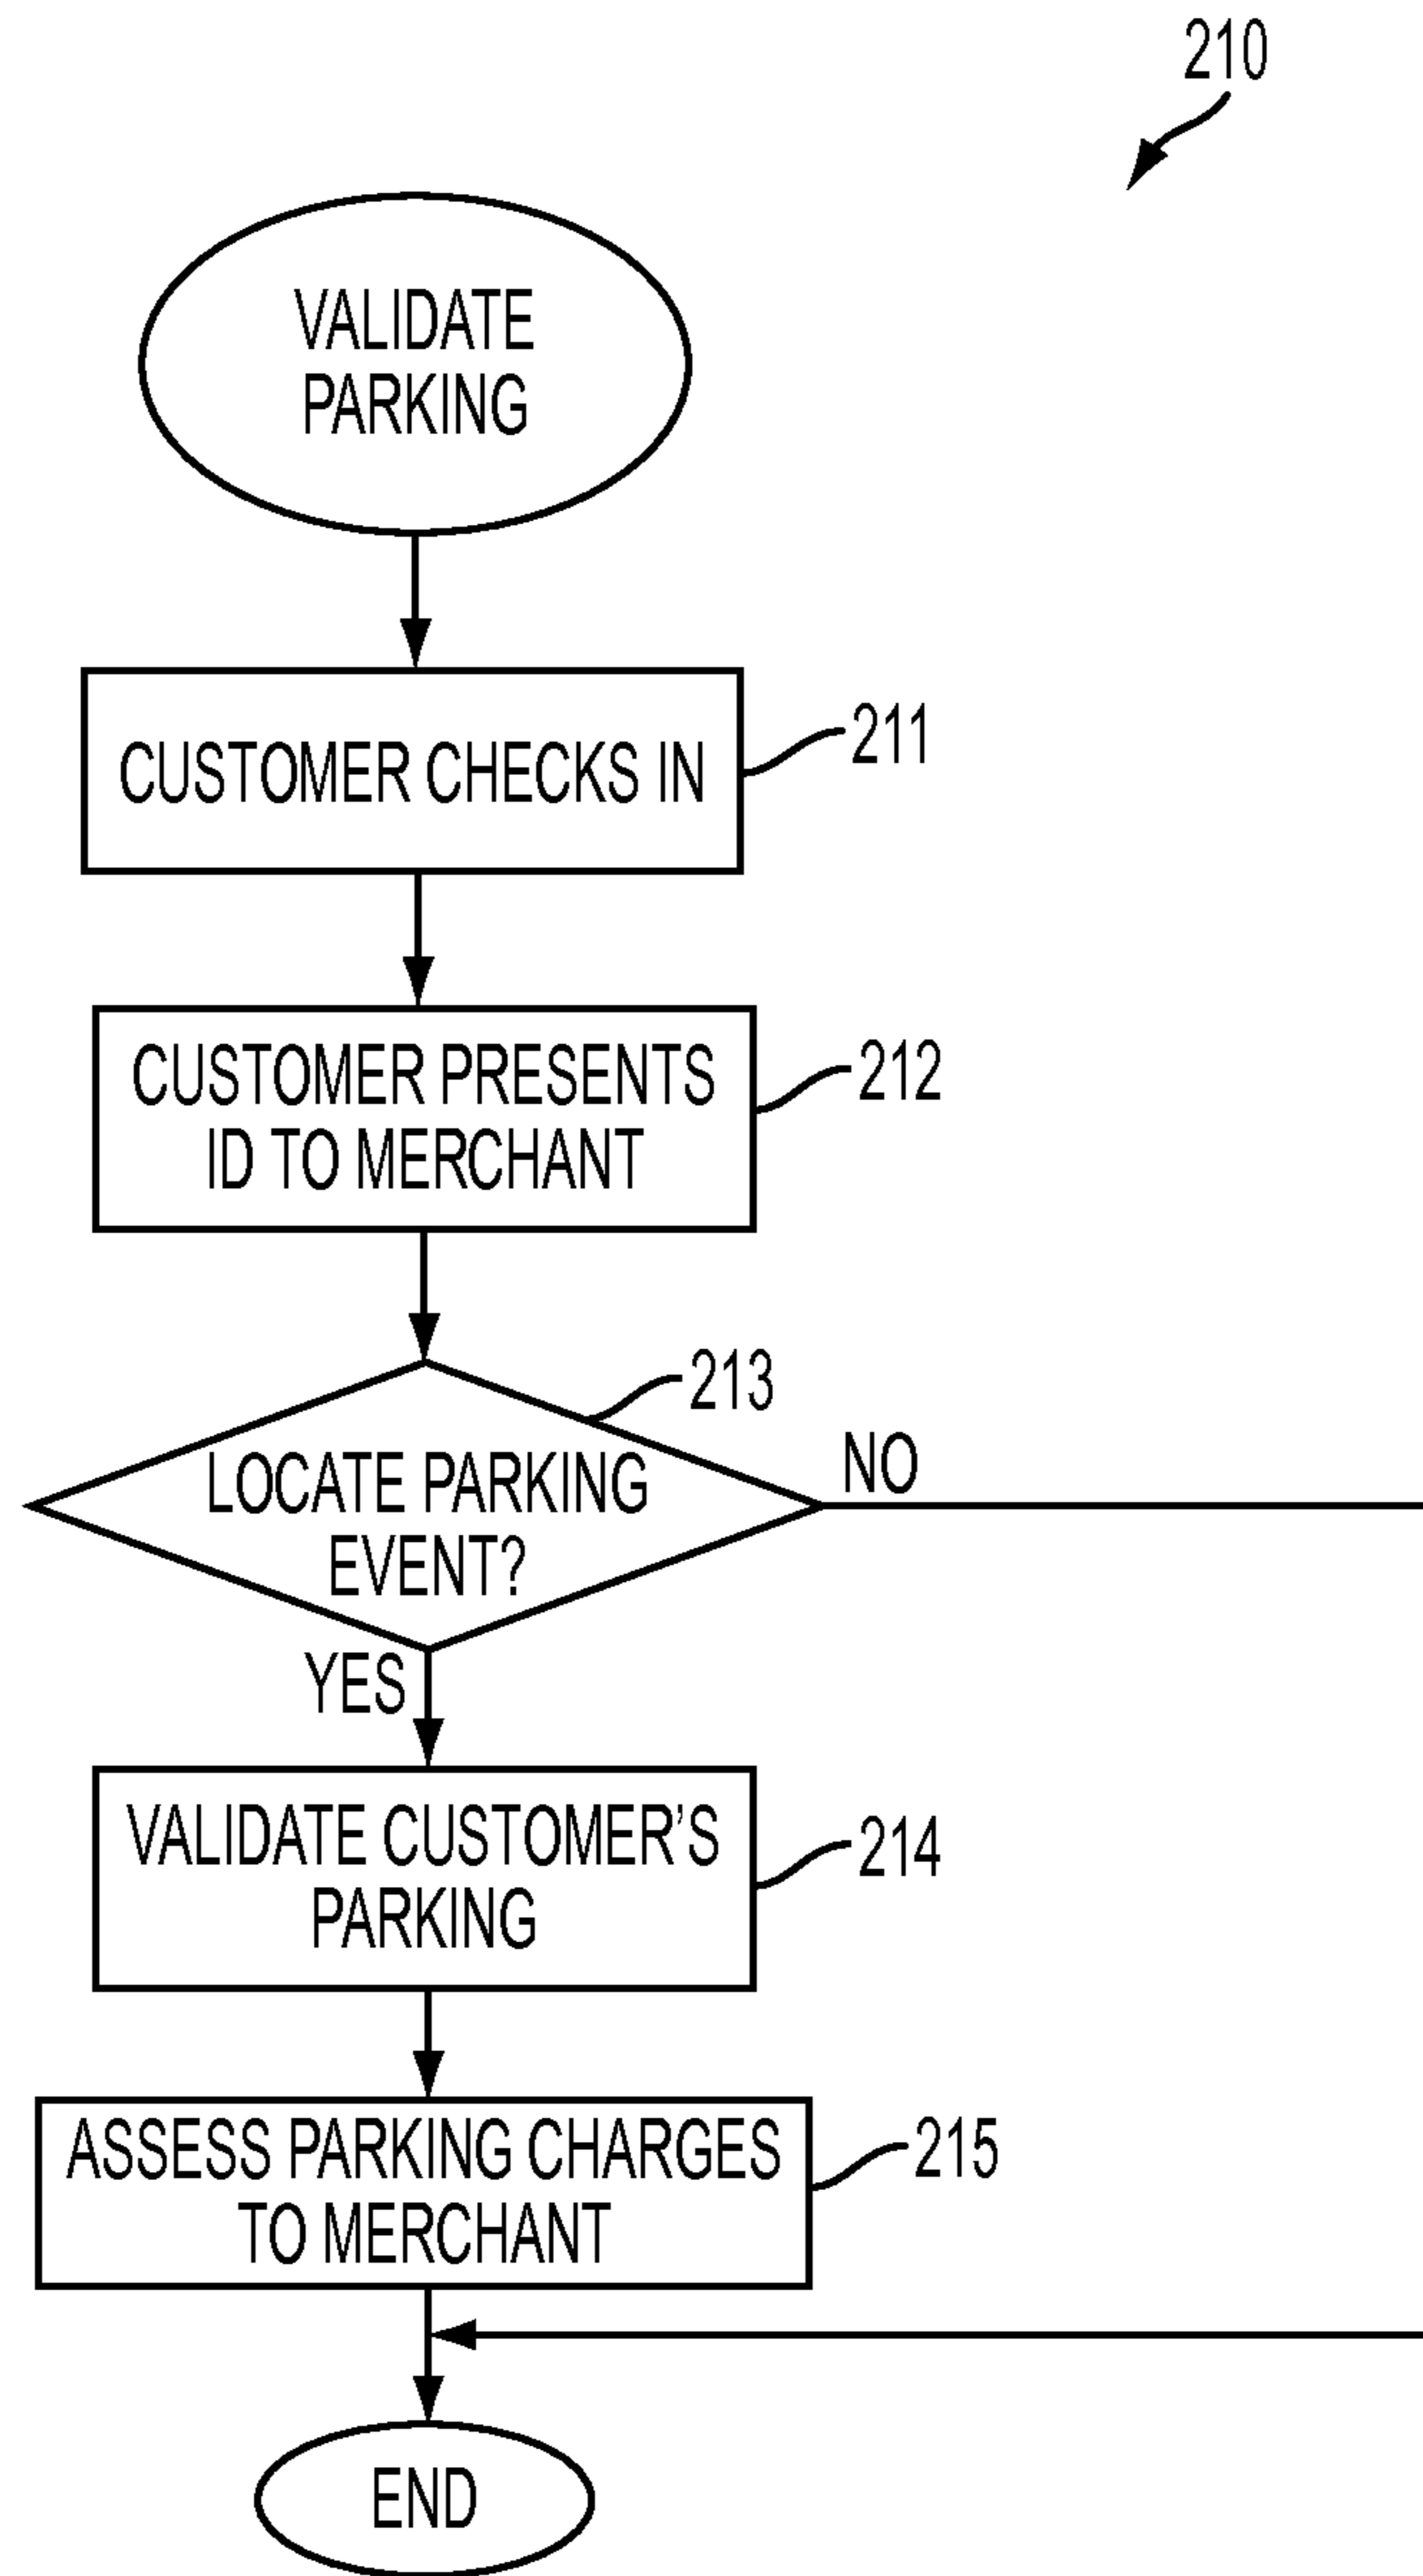 210
VALIDATE
PARKING
CUSTOMER CHECKS IN
211
CUSTOMER PRESENTS
ID TO MERCHANT
212
213
LOCATE PARKING
EVENT?
NO
YES
VALIDATE CUSTOMER'S
PARKING
214
ASSESS PARKING CHARGES
TO MERCHANT
215
END